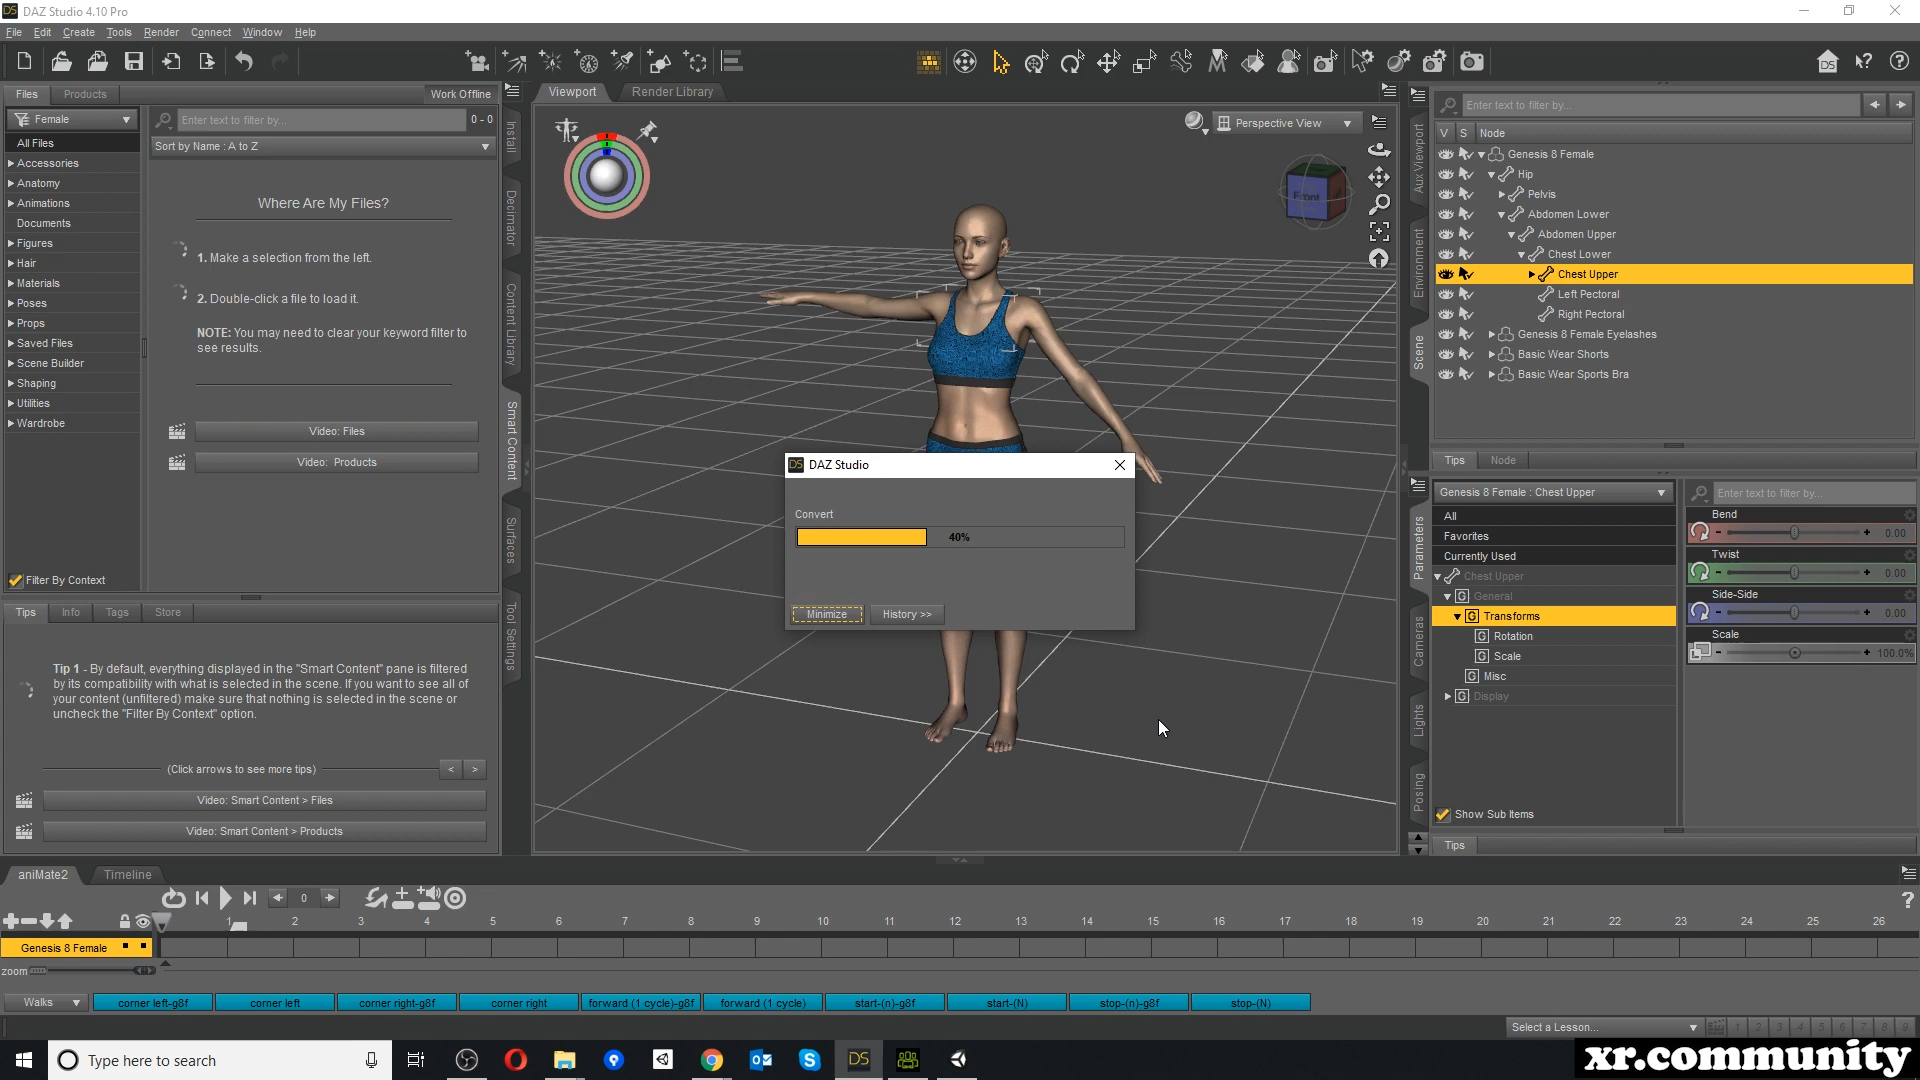 DAZ Studio 4.10 Pro
File Edit Create Tools Render Connect Window Help
Files Products Work Offline
Female
Enter text to filter by... 0 - 0
All Files
Sort by Name : A to Z
Accessories
Anatomy
Animations
Documents
Figures
Hair
Materials
Poses
Props
Saved Files
Scene Builder
Shaping
Utilities
Wardrobe
Filter By Context
Where Are My Files?
1. Make a selection from the left.
2. Double-click a file to load it.
NOTE: You may need to clear your keyword filter to
see results.
Video: Files
Video: Products
Tips Info Tags Store
Tip 1 - By default, everything displayed in the "Smart Content" pane is filtered
by its compatibility with what is selected in the scene. If you want to see all of
your content (unfiltered) make sure that nothing is selected in the scene or
uncheck the "Filter By Context" option.
(Click arrows to see more tips) < >
Video: Smart Content > Files
Video: Smart Content > Products
Install
Decimator
Content Library
Smart Content
Surfaces
Tool Settings
Viewport Render Library
Perspective View
Front
DAZ Studio
Convert
40%
Minimize History >>
Aux Viewport
Environment
Scene
Enter text to filter by...
V S Node
Genesis 8 Female
Hip
Pelvis
Abdomen Lower
Abdomen Upper
Chest Lower
Chest Upper
Left Pectoral
Right Pectoral
Genesis 8 Female Eyelashes
Basic Wear Shorts
Basic Wear Sports Bra
Tips Node
Parameters
Cameras
Lights
Posing
Genesis 8 Female : Chest Upper
Enter text to filter by...
All
Favorites
Currently Used
Chest Upper
General
Transforms
Rotation
Scale
Misc
Display
Show Sub Items
Bend
0.00
Twist
0.00
Side-Side
0.00
Scale
100.0%
Tips
aniMate2 Timeline
0
1 2 3 4 5 6 7 8 9 10 11 12 13 14 15 16 17 18 19 20 21 22 23 24 25 26
Genesis 8 Female
zoom
Walks corner left-g8f corner left corner right-g8f corner right forward (1 cycle)-g8f forward (1 cycle) start-(n)-g8f start-(N) stop-(n)-g8f stop-(N)
Select a Lesson... 1 2 3 4 5 6 7 8 9
Type here to search
xr.community